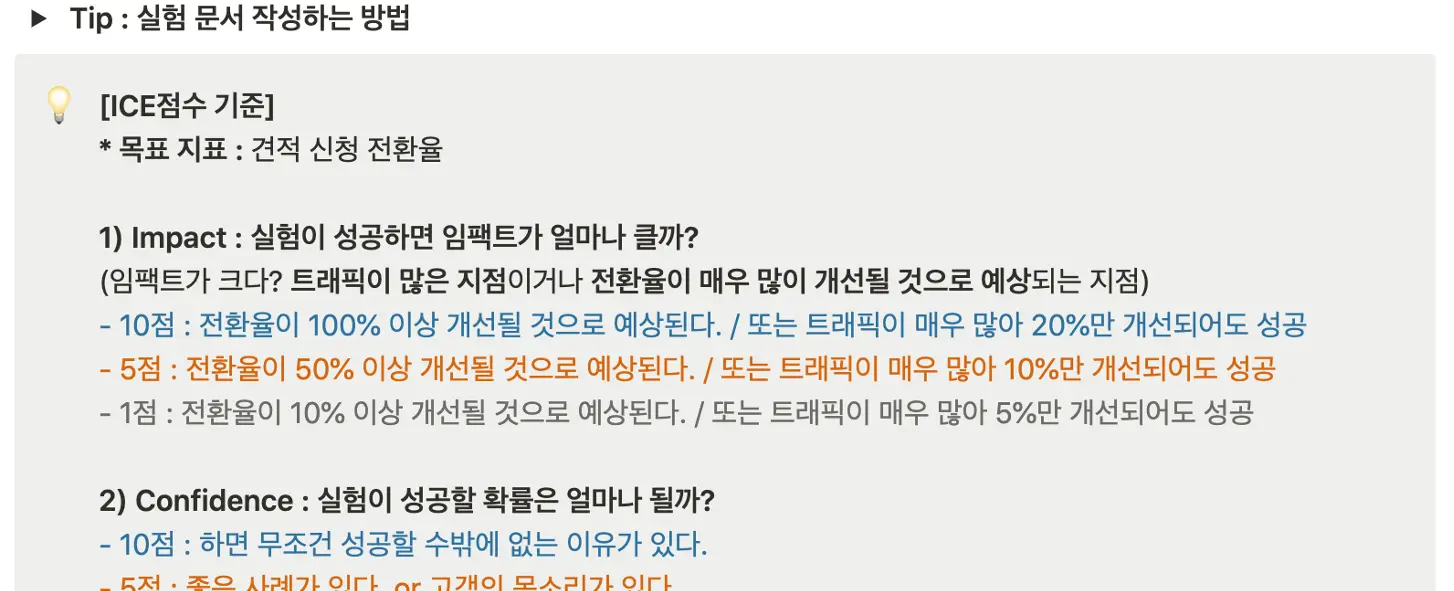 ▶ Tip : 실험 문서 작성하는 방법
[ICE점수 기준]
* 목표 지표 : 견적 신청 전환율
1) Impact : 실험이 성공하면 임팩트가 얼마나 클까?
(임팩트가 크다? 트래픽이 많은 지점이거나 전환율이 매우 많이 개선될 것으로 예상되는 지점)
- 10점 : 전환율이 100% 이상 개선될 것으로 예상된다. / 또는 트래픽이 매우 많아 20%만 개선되어도 성공
- 5점 : 전환율이 50% 이상 개선될 것으로 예상된다. / 또는 트래픽이 매우 많아 10%만 개선되어도 성공
- 1점 : 전환율이 10% 이상 개선될 것으로 예상된다. / 또는 트래픽이 매우 많아 5%만 개선되어도 성공
2) Confidence : 실험이 성공할 확률은 얼마나 될까?
- 10점 : 하면 무조건 성공할 수밖에 없는 이유가 있다.
- 5점 : 좋은 사례가 있다. or 고객의 목소리가 있다